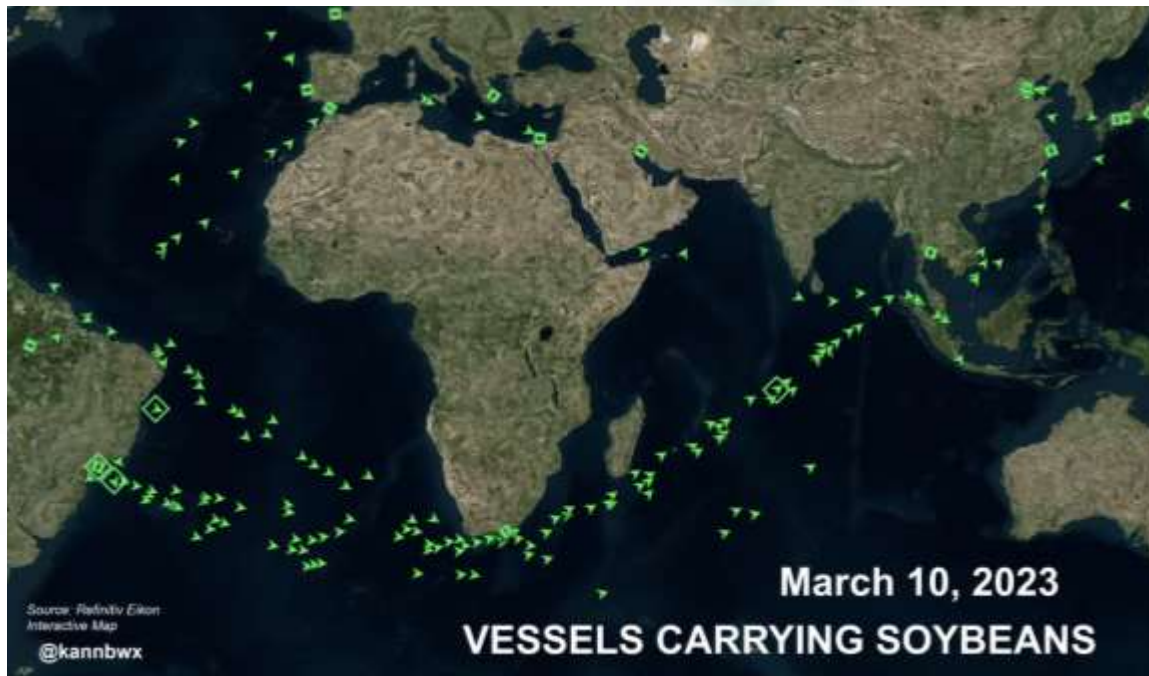 March 10, 2023
VESSELS CARRYING SOYBEANS
Source: Refinitiv Eikon
Interactive Map
@kannbwx